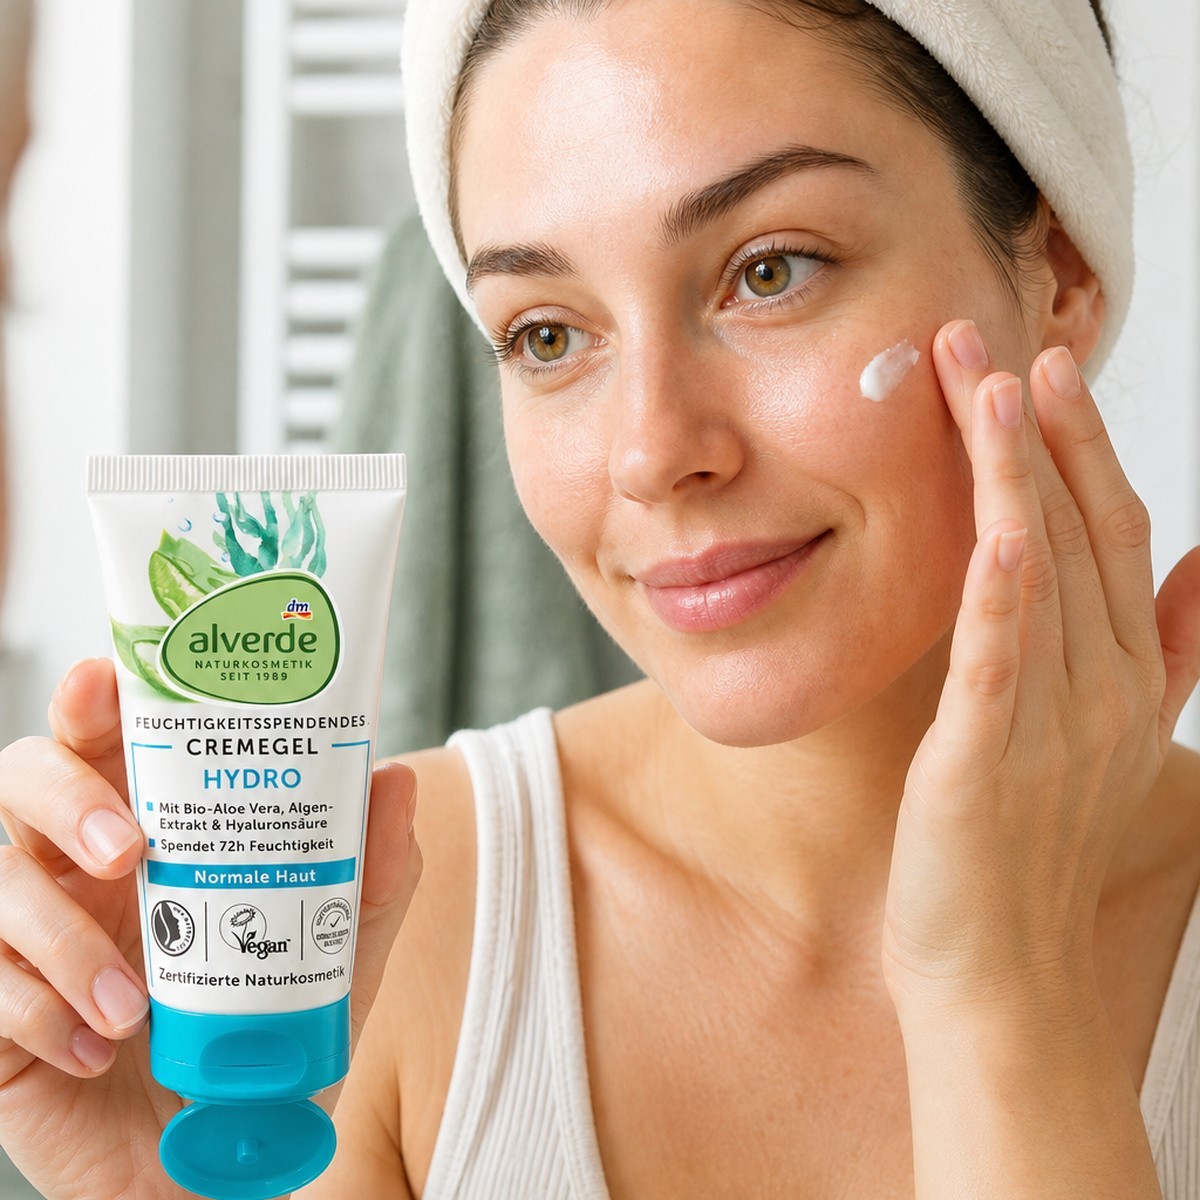 dm
alverde
NATURKOSMETIK
SEIT 1989
FEUCHTIGKEITSSPENDENDES
CREMEGEL
HYDRO
Mit Bio-Aloe Vera, Algen-
Extrakt & Hyaluronsäure
Spendet 72h Feuchtigkeit
Normale Haut
Vegan
Zertifizierte Naturkosmetik